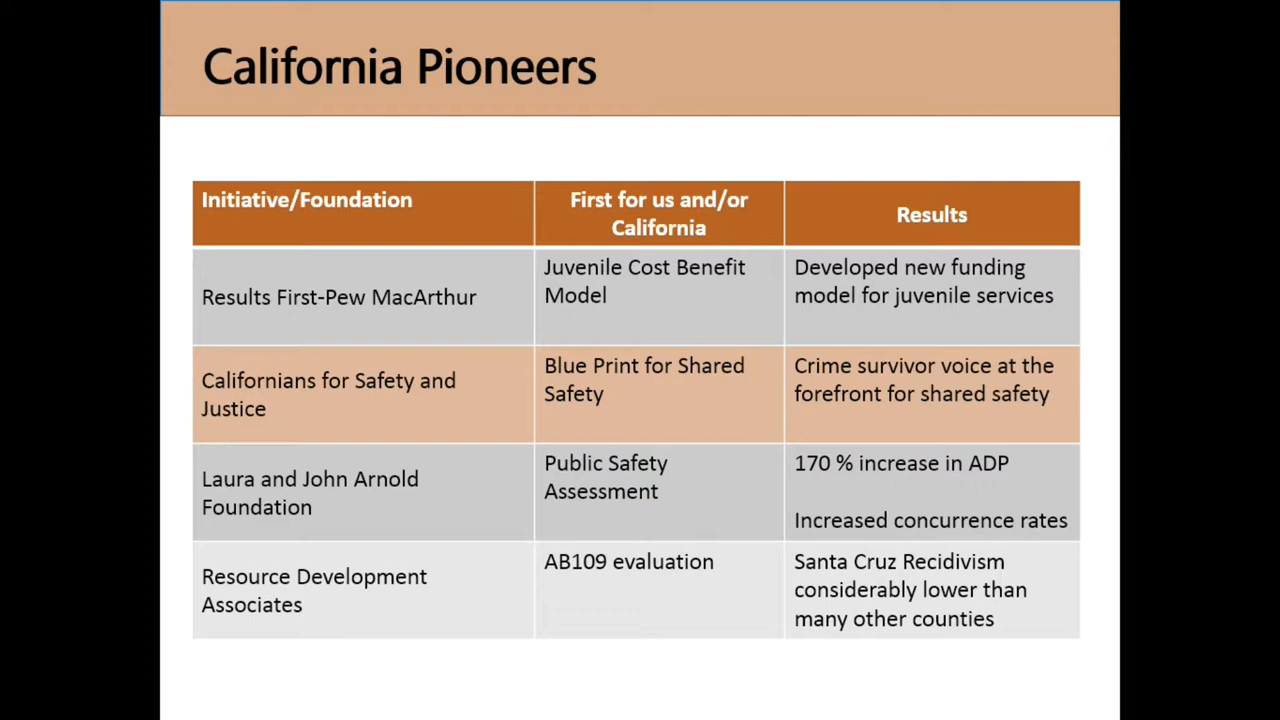 California Pioneers
Initiative/Foundation
First for us and/or
California
Results
Results First-Pew MacArthur
Juvenile Cost Benefit
Model
Developed new funding
model for juvenile services
Californians for Safety and
Justice
Blue Print for Shared
Safety
Crime survivor voice at the
forefront for shared safety
Laura and John Arnold
Foundation
Public Safety
Assessment
170 % increase in ADP
Increased concurrence rates
Resource Development
Associates
AB109 evaluation
Santa Cruz Recidivism
considerably lower than
many other counties